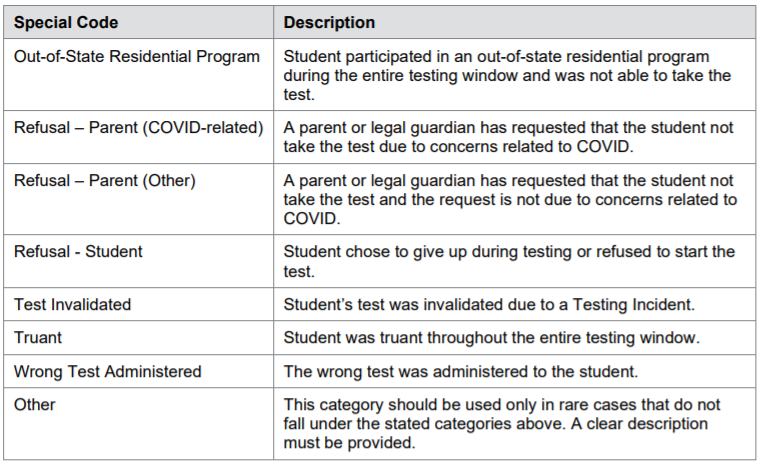 Special Code Description
Out-of-State Residential Program Student participated in an out-of-state residential program
during the entire testing window and was not able to take the
test.
Refusal – Parent (COVID-related) A parent or legal guardian has requested that the student not
take the test due to concerns related to COVID.
Refusal – Parent (Other) A parent or legal guardian has requested that the student not
take the test and the request is not due to concerns related to
COVID.
Refusal - Student Student chose to give up during testing or refused to start the
test.
Test Invalidated Student’s test was invalidated due to a Testing Incident.
Truant Student was truant throughout the entire testing window.
Wrong Test Administered The wrong test was administered to the student.
Other This category should be used only in rare cases that do not
fall under the stated categories above. A clear description
must be provided.